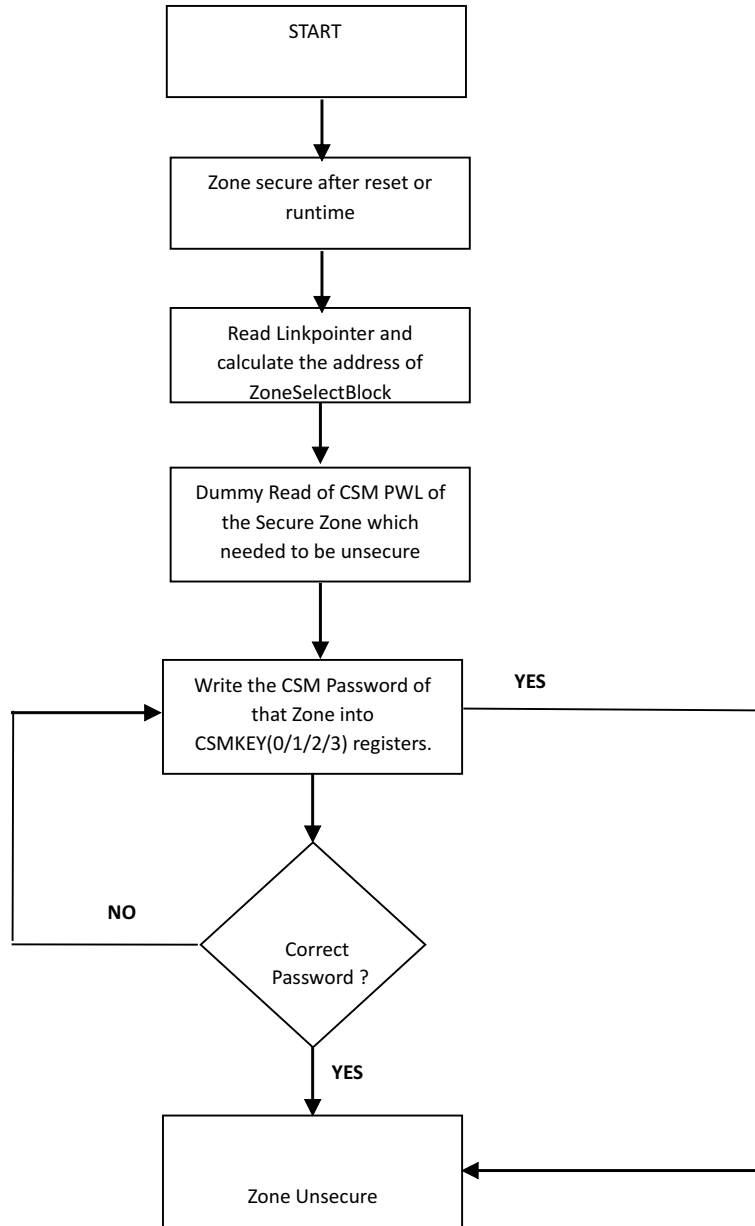 START
Zone secure after reset or
runtime
Read Linkpointer and
calculate the address of
ZoneSelectBlock
Dummy Read of CSM PWL of
the Secure Zone which
needed to be unsecure
Write the CSM Password of
that Zone into
CSMKEY(0/1/2/3) registers.
YES
NO
Correct
Password ?
YES
Zone Unsecure